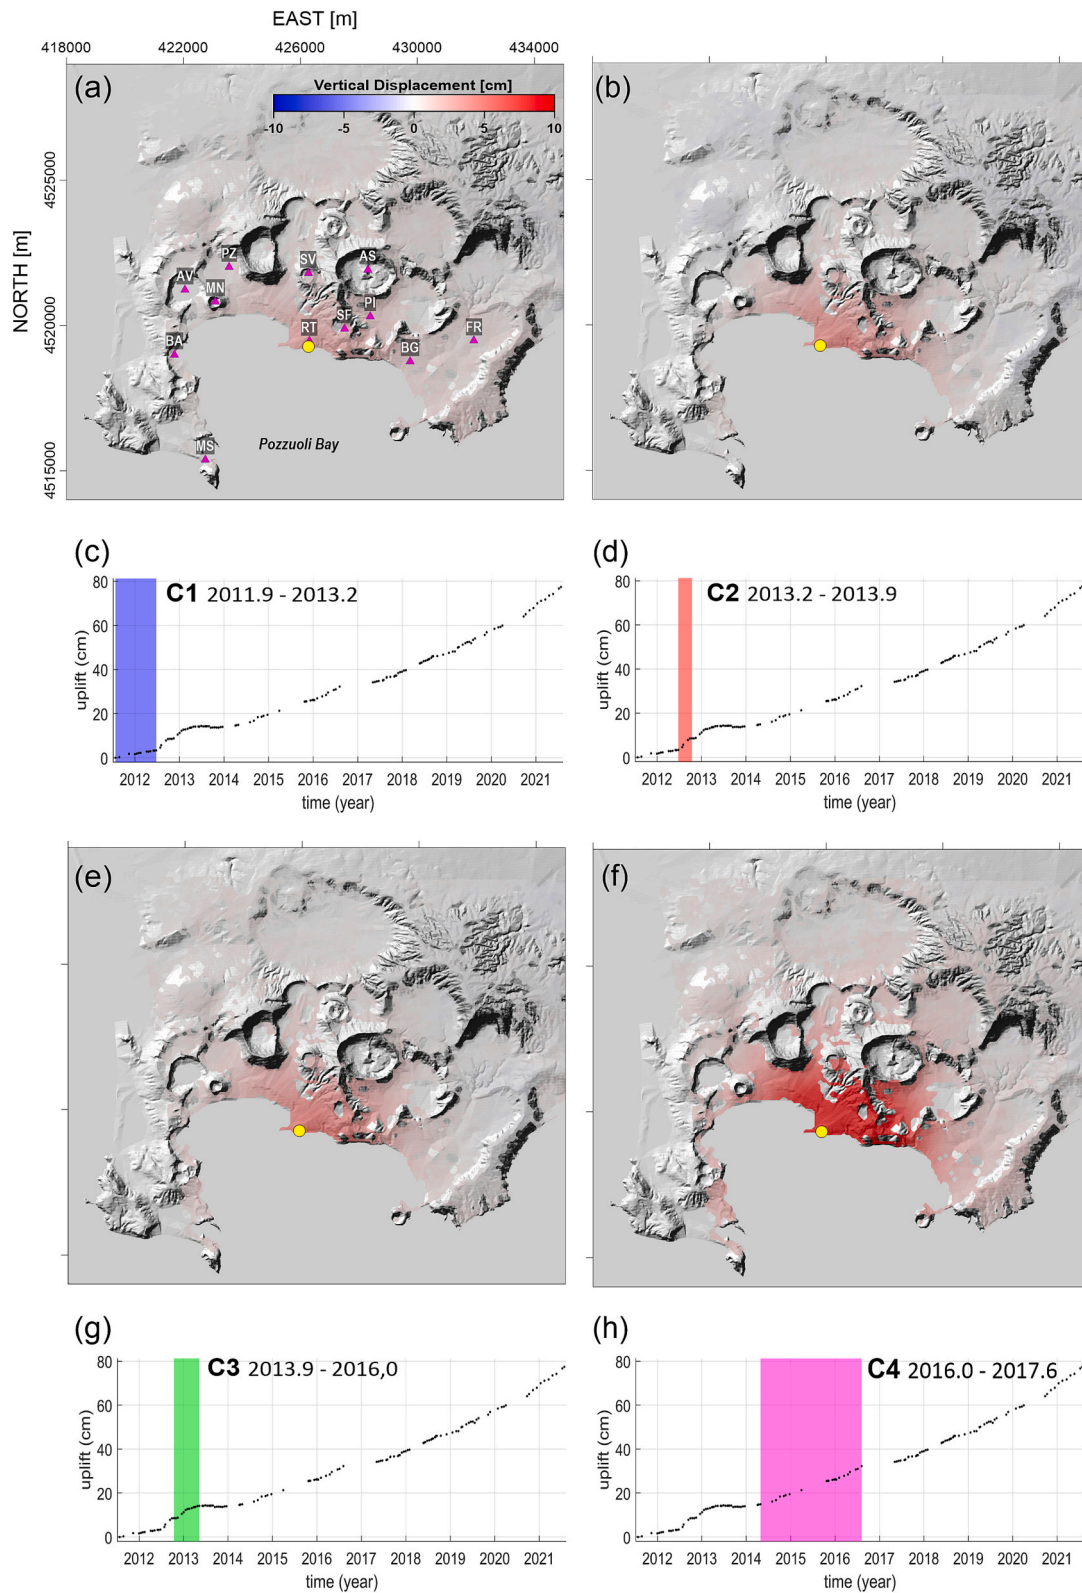 EAST [m]
418000 422000 426000 430000 434000
(a)
Vertical Displacement [cm]
-10 -5 0 5 10
(b)
NORTH [m]
4525000
4520000
4515000
PZ
SV
AS
AV
MN
PI
SF
RT
FR
BA
BG
MS
Pozzuoli Bay
(c)
C1 2011.9 - 2013.2
80
60
40
20
0
uplift (cm)
2012 2013 2014 2015 2016 2017 2018 2019 2020 2021
time (year)
(d)
C2 2013.2 - 2013.9
80
60
40
20
0
uplift (cm)
2012 2013 2014 2015 2016 2017 2018 2019 2020 2021
time (year)
(e)
(f)
(g)
C3 2013.9 - 2016,0
80
60
40
20
0
uplift (cm)
2012 2013 2014 2015 2016 2017 2018 2019 2020 2021
time (year)
(h)
C4 2016.0 - 2017.6
80
60
40
20
0
uplift (cm)
2012 2013 2014 2015 2016 2017 2018 2019 2020 2021
time (year)